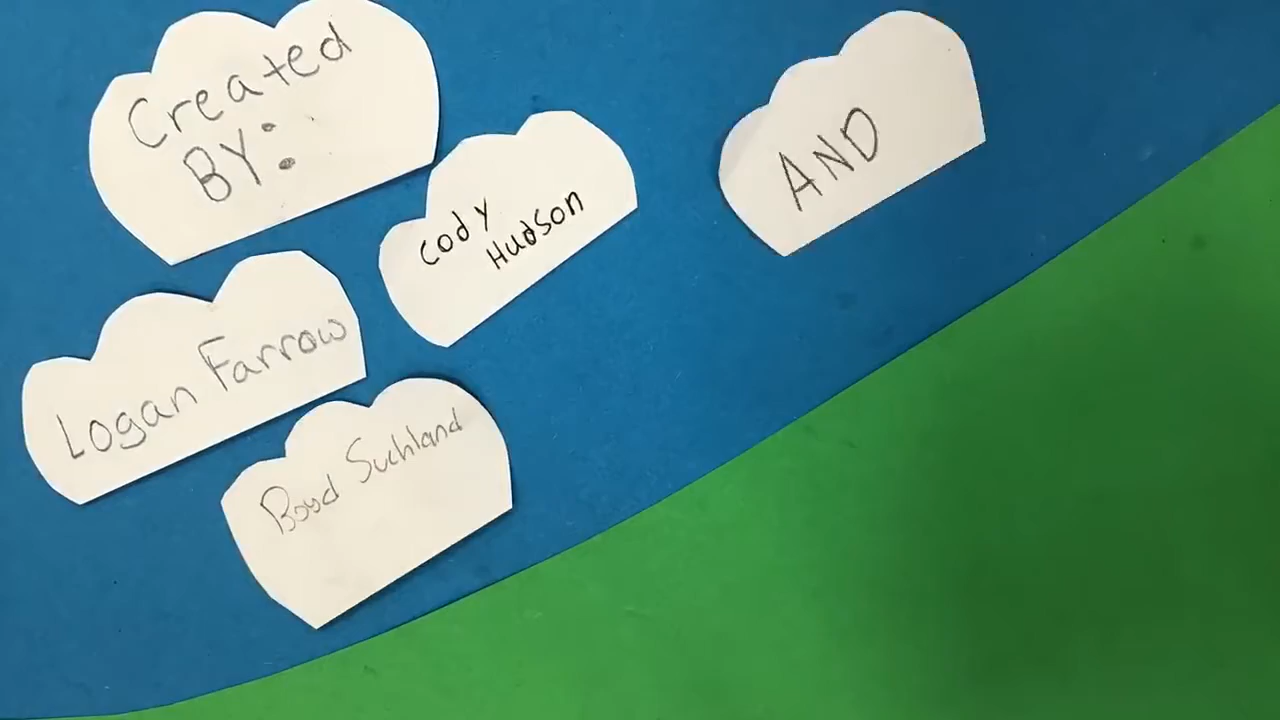 Created
BY:
Cody
Hudson
AND
Logan Farrow
Boyd Suchland